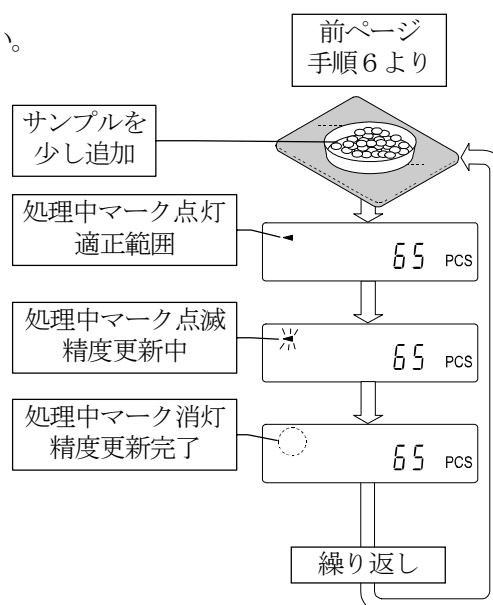 い。
前ページ
手順６より
サンプルを
少し追加
処理中マーク点灯
適正範囲
65 PCS
処理中マーク点滅
精度更新中
65 PCS
処理中マーク消灯
精度更新完了
65 PCS
繰り返し